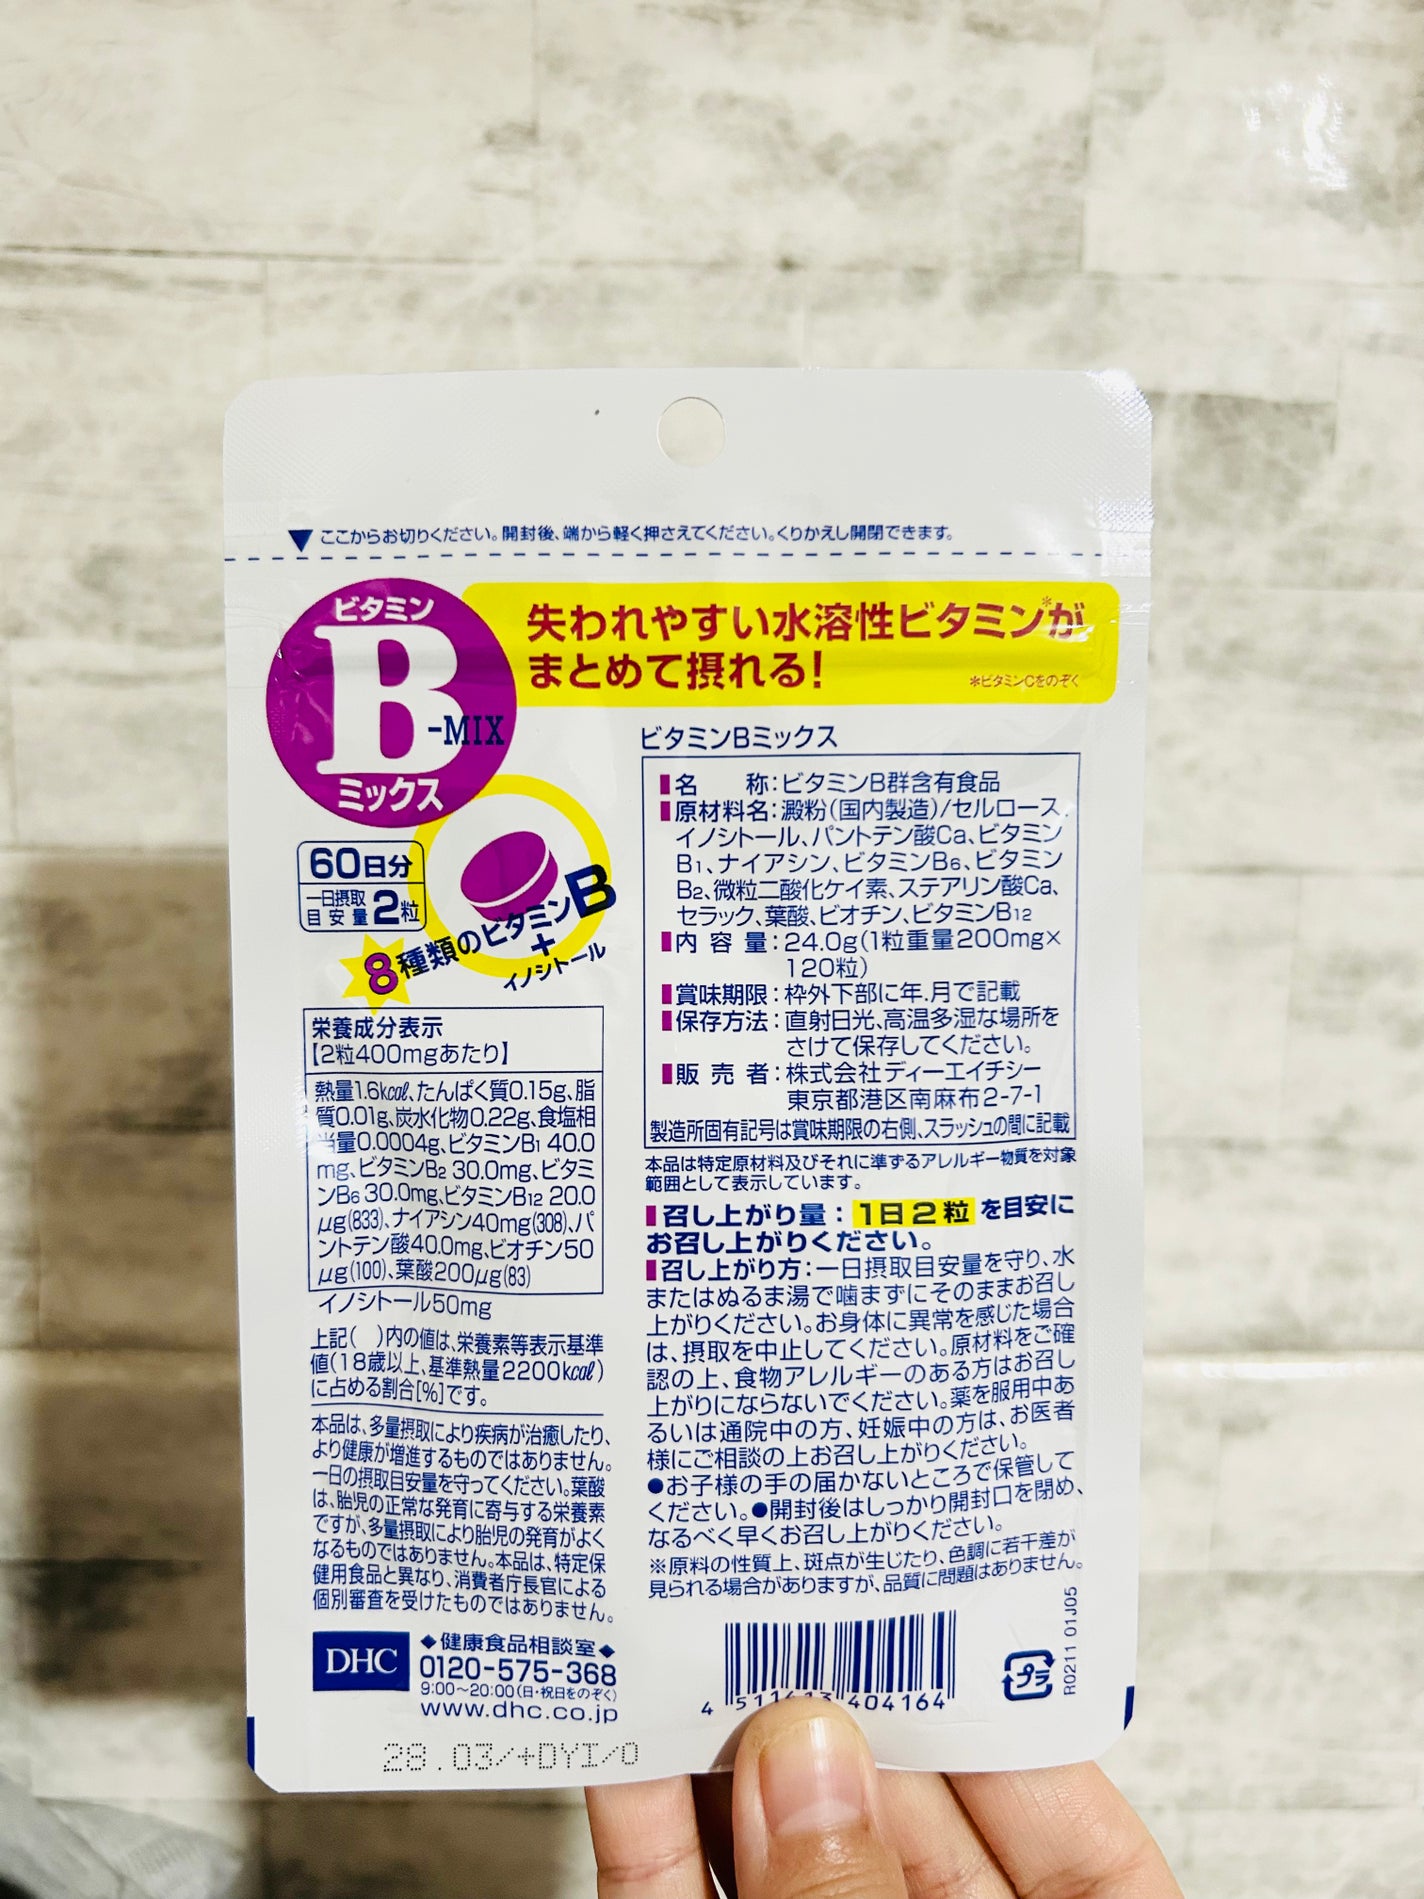 ▼ここからお切りください。開封後、端から軽く押さえてください。くりかえし開閉できます。
ビタミン
B
-MIX
ミックス
失われやすい水溶性ビタミン*が
まとめて摂れる!
*ビタミンCをのぞく
60日分
一日摂取
目安量 2粒
8種類のビタミンB
+
イノシトール
栄養成分表示
【2粒400mgあたり】
熱量1.6kcal、たんぱく質0.15g、脂
質0.01g、炭水化物0.22g、食塩相
当量0.0004g、ビタミンB1 40.0
mg、ビタミンB2 30.0mg、ビタミ
ンB6 30.0mg、ビタミンB12 20.0
μg(833)、ナイアシン40mg(308)、パ
ントテン酸40.0mg、ビオチン50
μg(100)、葉酸200μg(83)
イノシトール50mg
上記( )内の値は、栄養素等表示基準
値(18歳以上、基準熱量2200kcal)
に占める割合[%]です。
本品は、多量摂取により疾病が治癒したり、
より健康が増進するものではありません。
一日の摂取目安量を守ってください。葉酸
は、胎児の正常な発育に寄与する栄養素
ですが、多量摂取により胎児の発育がよく
なるものではありません。本品は、特定保
健用食品と異なり、消費者庁長官による
個別審査を受けたものではありません。
DHC
◆健康食品相談室◆
0120-575-368
9:00〜20:00(日・祝日をのぞく)
www.dhc.co.jp
28.03/+DYI/O
ビタミンBミックス
名 称:ビタミンB群含有食品
原材料名:澱粉(国内製造)/セルロース、
イノシトール、パントテン酸Ca、ビタミン
B1、ナイアシン、ビタミンB6、ビタミン
B2、微粒二酸化ケイ素、ステアリン酸Ca、
セラック、葉酸、ビオチン、ビタミンB12
内容量:24.0g(1粒重量200mg×
120粒)
賞味期限:枠外下部に年.月で記載
保存方法:直射日光、高温多湿な場所を
さけて保存してください。
販売者:株式会社ディーエイチシー
東京都港区南麻布2-7-1
製造所固有記号は賞味期限の右側、スラッシュの間に記載
本品は特定原材料及びそれに準ずるアレルギー物質を対象
範囲として表示しています。
召し上がり量:1日2粒を目安に
お召し上がりください。
召し上がり方:一日摂取目安量を守り、水
またはぬるま湯で噛まずにそのままお召し
上がりください。お身体に異常を感じた場合
は、摂取を中止してください。原材料をご確
認の上、食物アレルギーのある方はお召し
上がりにならないでください。薬を服用中あ
るいは通院中の方、妊娠中の方は、お医者
様にご相談の上お召し上がりください。
●お子様の手の届かないところで保管して
ください。●開封後はしっかり開封口を閉め、
なるべく早くお召し上がりください。
※原料の性質上、斑点が生じたり、色調に若干差が
見られる場合がありますが、品質に問題はありません。
4 511413 404164
プラ
R0211 01J05